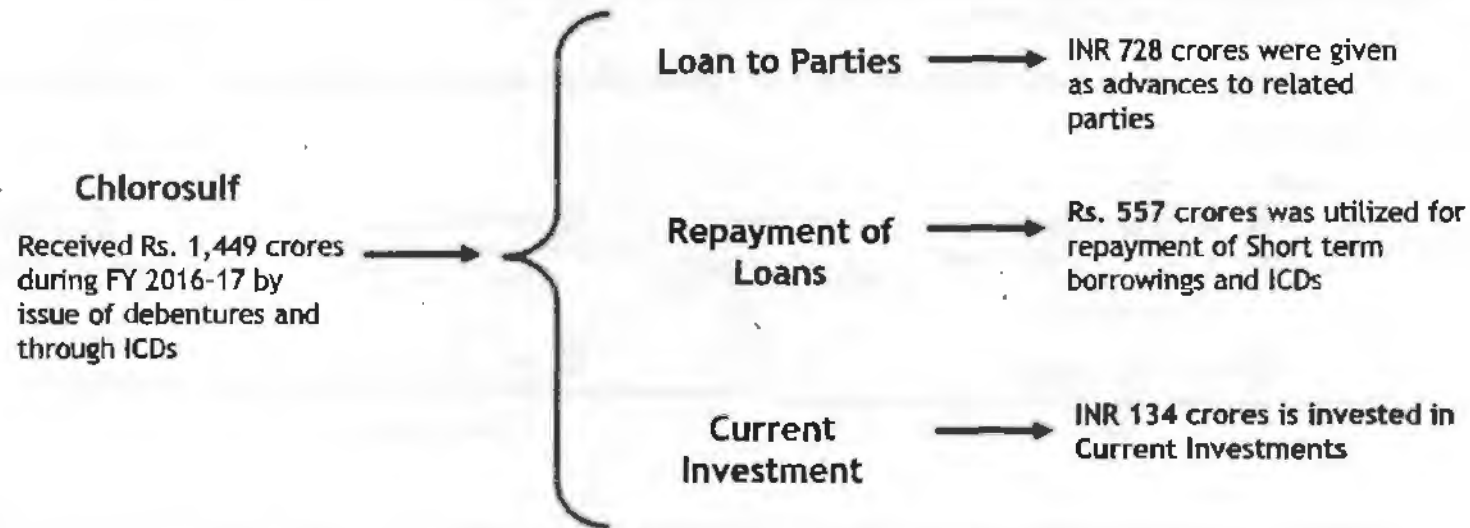 Chlorosulf
Received Rs. 1,449 crores
during FY 2016-17 by
issue of debentures and
through ICDs
Loan to Parties
INR 728 crores were given
as advances to related
parties
Repayment of
Loans
Rs. 557 crores was utilized for
repayment of Short term
borrowings and ICDs
Current
Investment
INR 134 crores is invested in
Current Investments